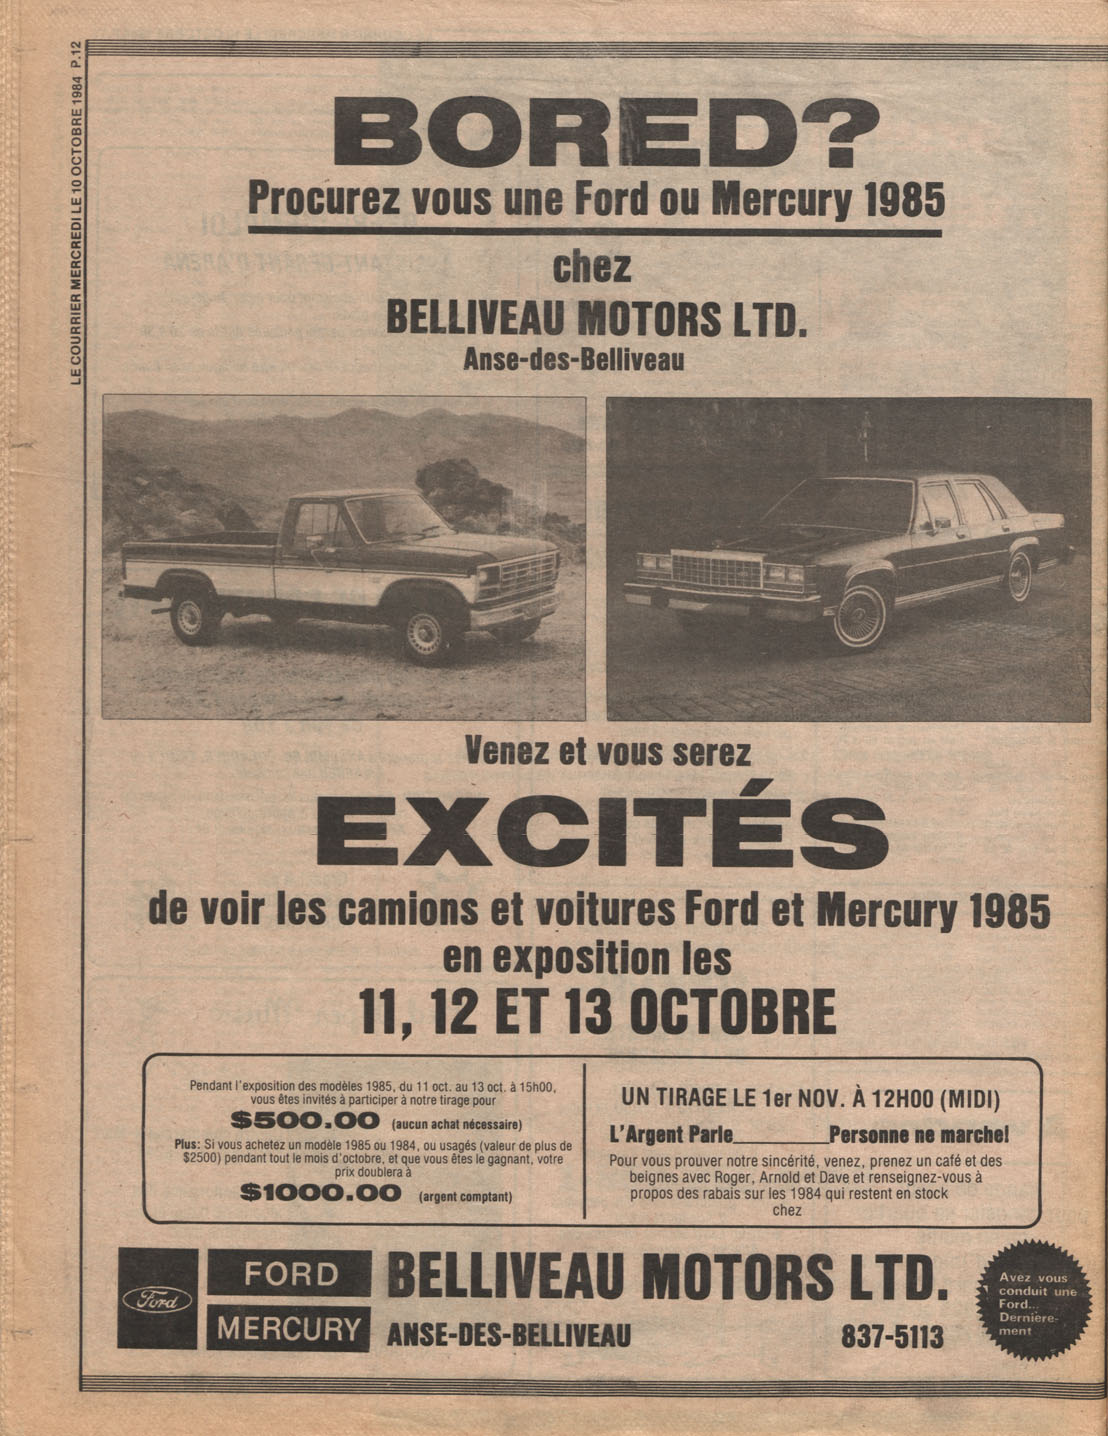 LE COURRIER MERCREDI LE 10 OCTOBRE 1984 P.12
BORED?
Procurez vous une Ford ou Mercury 1985
chez
BELLIVEAU MOTORS LTD.
Anse-des-Belliveau
Venez et vous serez
EXCITÉS
de voir les camions et voitures Ford et Mercury 1985
en exposition les
11, 12 ET 13 OCTOBRE
Pendant l'exposition des modèles 1985, du 11 oct. au 13 oct. à 15h00,
vous êtes invités à participer à notre tirage pour
$500.00 (aucun achat nécessaire)
Plus: Si vous achetez un modèle 1985 ou 1984, ou usagés (valeur de plus de
$2500) pendant tout le mois d'octobre, et que vous êtes le gagnant, votre
prix doublera à
$1000.00 (argent comptant)
UN TIRAGE LE 1er NOV. À 12H00 (MIDI)
L'Argent Parle________Personne ne marche!
Pour vous prouver notre sincérité, venez, prenez un café et des
beignes avec Roger, Arnold et Dave et renseignez-vous à
propos des rabais sur les 1984 qui restent en stock
chez
Ford
FORD
MERCURY
BELLIVEAU MOTORS LTD.
ANSE-DES-BELLIVEAU 837-5113
Avez vous
conduit une
Ford...
Dernière-
ment